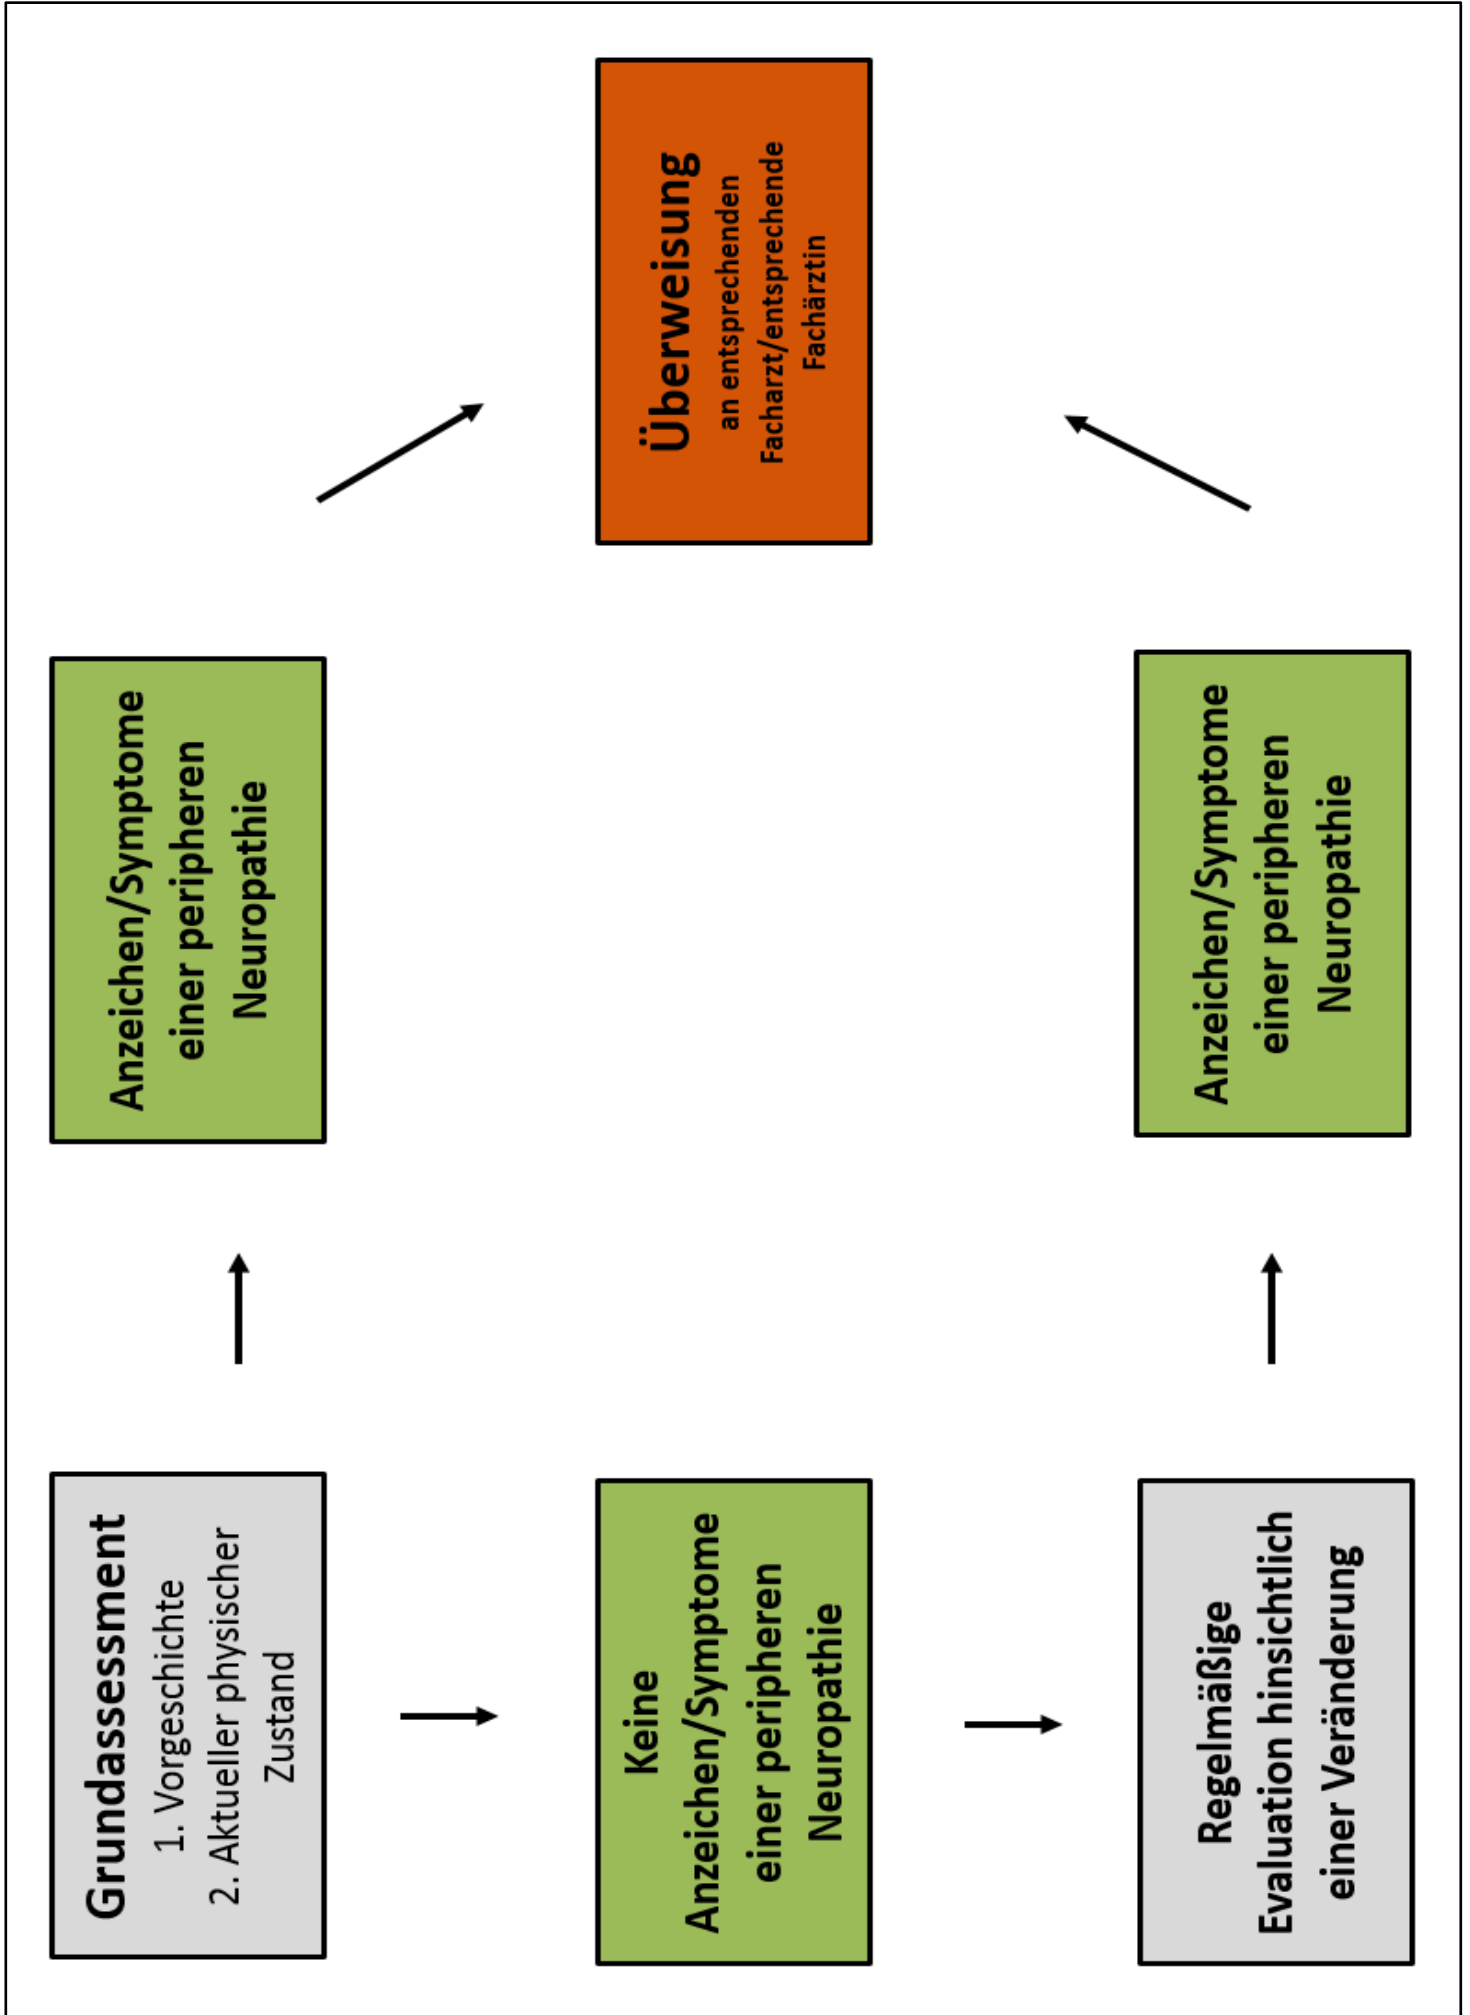 Grundassessment
1. Vorgeschichte
2. Aktueller physischer
Zustand
Anzeichen/Symptome
einer peripheren
Neuropathie
Überweisung
an entsprechenden
Facharzt/entsprechende
Fachärztin
Keine
Anzeichen/Symptome
einer peripheren
Neuropathie
Regelmäßige
Evaluation hinsichtlich
einer Veränderung
Anzeichen/Symptome
einer peripheren
Neuropathie